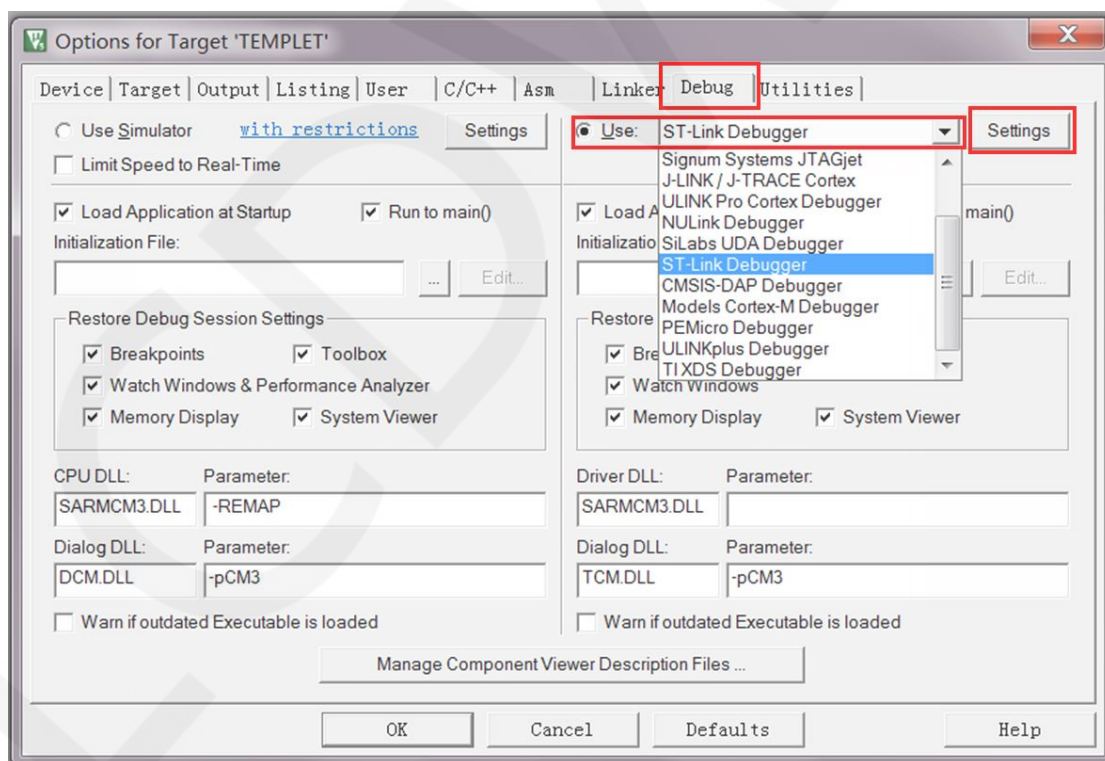 Options for Target 'TEMPLET'
Device Target Output Listing User C/C++ Asm Linker Debug Utilities
Use Simulator with restrictions Settings
Limit Speed to Real-Time
Load Application at Startup Run to main()
Initialization File:
... Edit...
Restore Debug Session Settings
Breakpoints Toolbox
Watch Windows & Performance Analyzer
Memory Display System Viewer
CPU DLL: Parameter:
SARMCM3.DLL -REMAP
Dialog DLL: Parameter:
DCM.DLL -pCM3
Warn if outdated Executable is loaded
Use: ST-Link Debugger Settings
Signum Systems JTAGjet
J-LINK / J-TRACE Cortex
ULINK Pro Cortex Debugger
NULink Debugger
SiLabs UDA Debugger
ST-Link Debugger
CMSIS-DAP Debugger
Models Cortex-M Debugger
PEMicro Debugger
ULINKplus Debugger
TI XDS Debugger
Load A main()
Initializatio
Edit...
Restore
Bre
Watch Windows
Memory Display System Viewer
Driver DLL: Parameter:
SARMCM3.DLL
Dialog DLL: Parameter:
TCM.DLL -pCM3
Warn if outdated Executable is loaded
Manage Component Viewer Description Files ...
OK Cancel Defaults Help